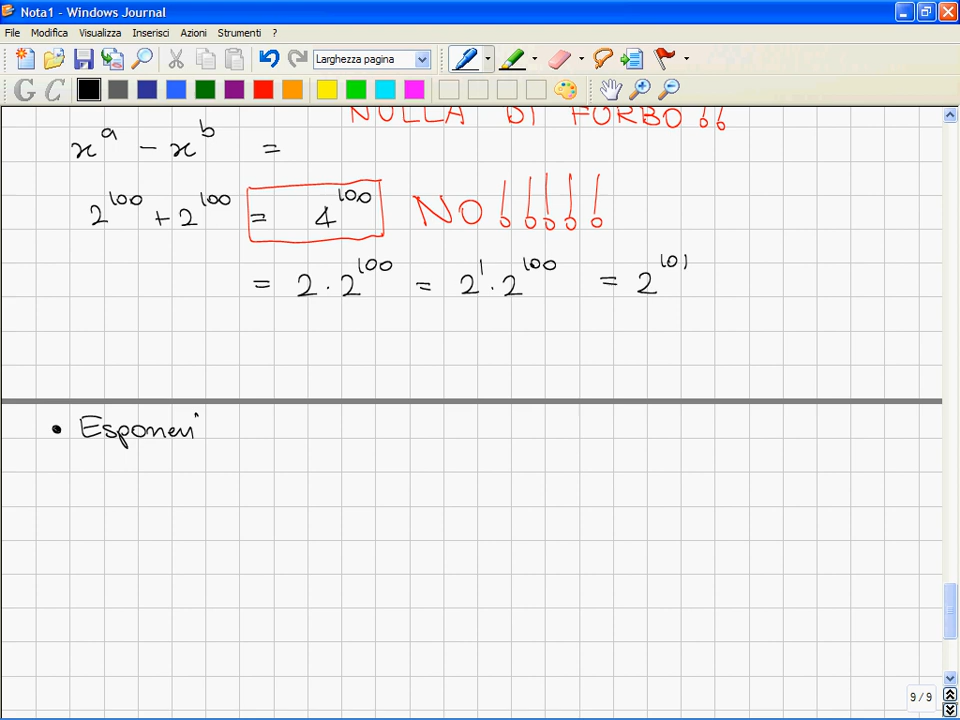 Nota1 - Windows Journal
File Modifica Visualizza Inserisci Azioni Strumenti ?
Larghezza pagina
G C
NULLA DI FURBO !!
x^a - x^b =
2^100 + 2^100 = 4^100 NO!!!!!
= 2 · 2^100 = 2^1 · 2^100 = 2^101
• Esponen
9 / 9